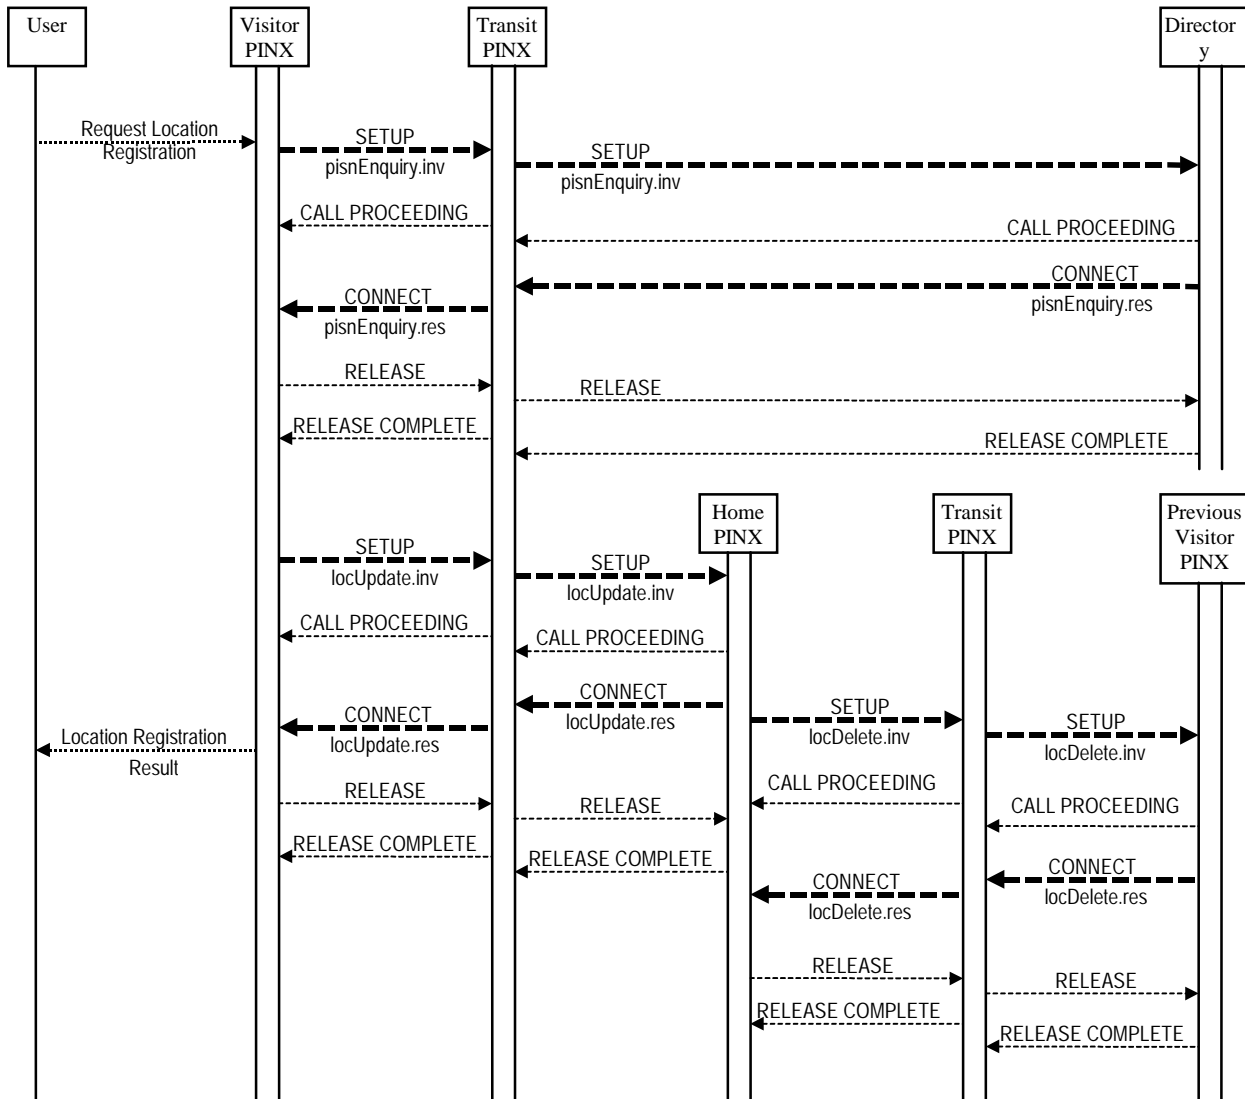 User
Visitor
PINX
Transit
PINX
Director
y
Request Location
Registration
SETUP
pisnEnquiry.inv
SETUP
pisnEnquiry.inv
CALL PROCEEDING
CALL PROCEEDING
CONNECT
pisnEnquiry.res
CONNECT
pisnEnquiry.res
RELEASE
RELEASE
RELEASE COMPLETE
RELEASE COMPLETE
Home
PINX
Transit
PINX
Previous
Visitor
PINX
SETUP
locUpdate.inv
SETUP
locUpdate.inv
CALL PROCEEDING
CALL PROCEEDING
CONNECT
locUpdate.res
CONNECT
locUpdate.res
SETUP
locDelete.inv
SETUP
locDelete.inv
Location Registration
Result
CALL PROCEEDING
CALL PROCEEDING
RELEASE
RELEASE
RELEASE COMPLETE
RELEASE COMPLETE
CONNECT
locDelete.res
CONNECT
locDelete.res
RELEASE
RELEASE
RELEASE COMPLETE
RELEASE COMPLETE